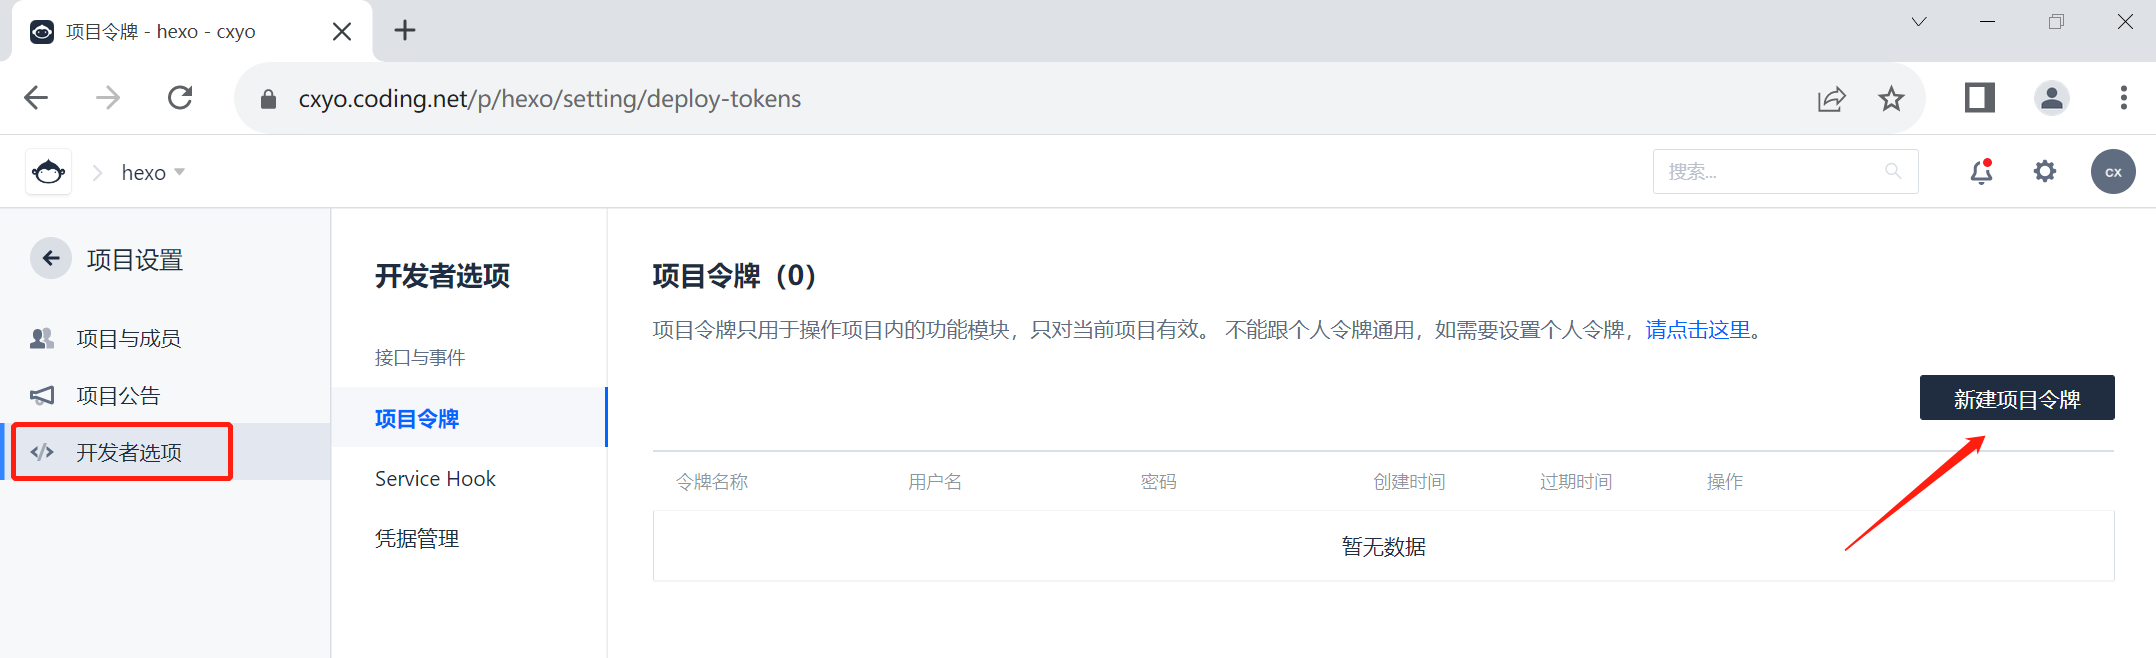 项目令牌 - hexo - cxyo
cxyo.coding.net/p/hexo/setting/deploy-tokens
hexo
搜索...
CX
项目设置
项目与成员
项目公告
开发者选项
开发者选项
接口与事件
项目令牌
Service Hook
凭据管理
项目令牌（0）
项目令牌只用于操作项目内的功能模块，只对当前项目有效。 不能跟个人令牌通用，如需要设置个人令牌，请点击这里。
新建项目令牌
令牌名称 用户名 密码 创建时间 过期时间 操作
暂无数据